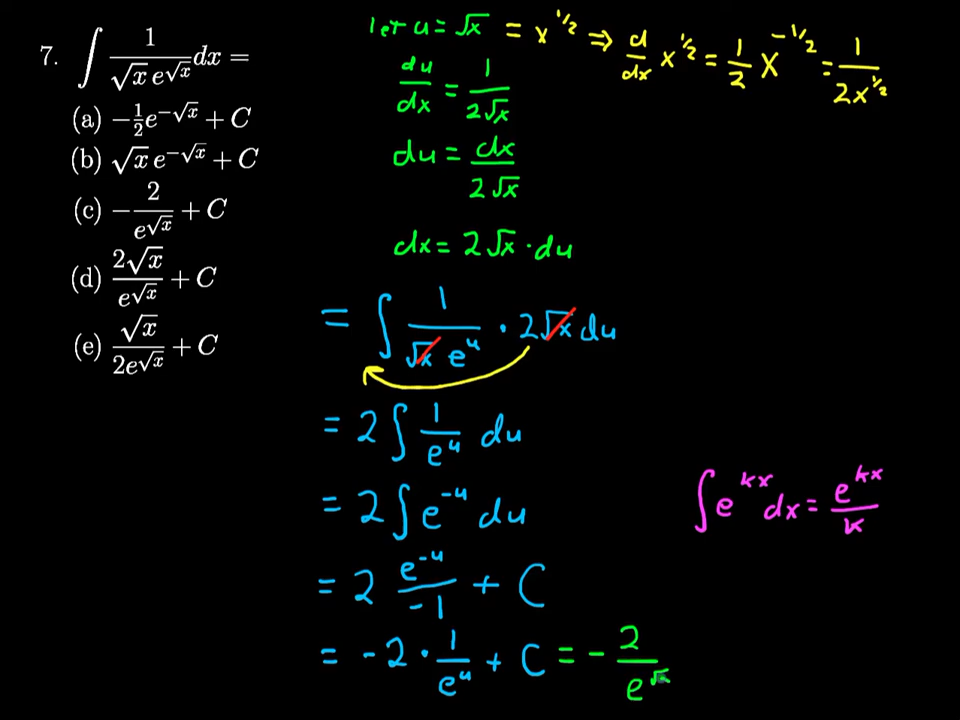 7. ∫ 1/(√x e^√x) dx =
(a) −½e^(−√x) + C
(b) √x e^(−√x) + C
(c) −2/e^√x + C
(d) 2√x/e^√x + C
(e) √x/2e^√x + C
let u = √x = x^(1/2) ⇒ d/dx x^(1/2) = 1/2 x^(−1/2) = 1/(2x^(1/2))
du/dx = 1/(2√x)
du = dx/(2√x)
dx = 2√x · du
= ∫ 1/(√x e^u) · 2√x du
= 2 ∫ 1/e^u du
= 2 ∫ e^(−u) du
∫ e^(kx) dx = e^(kx)/k
= 2 e^(−u)/−1 + C
= −2 · 1/e^u + C = − 2/e^√x